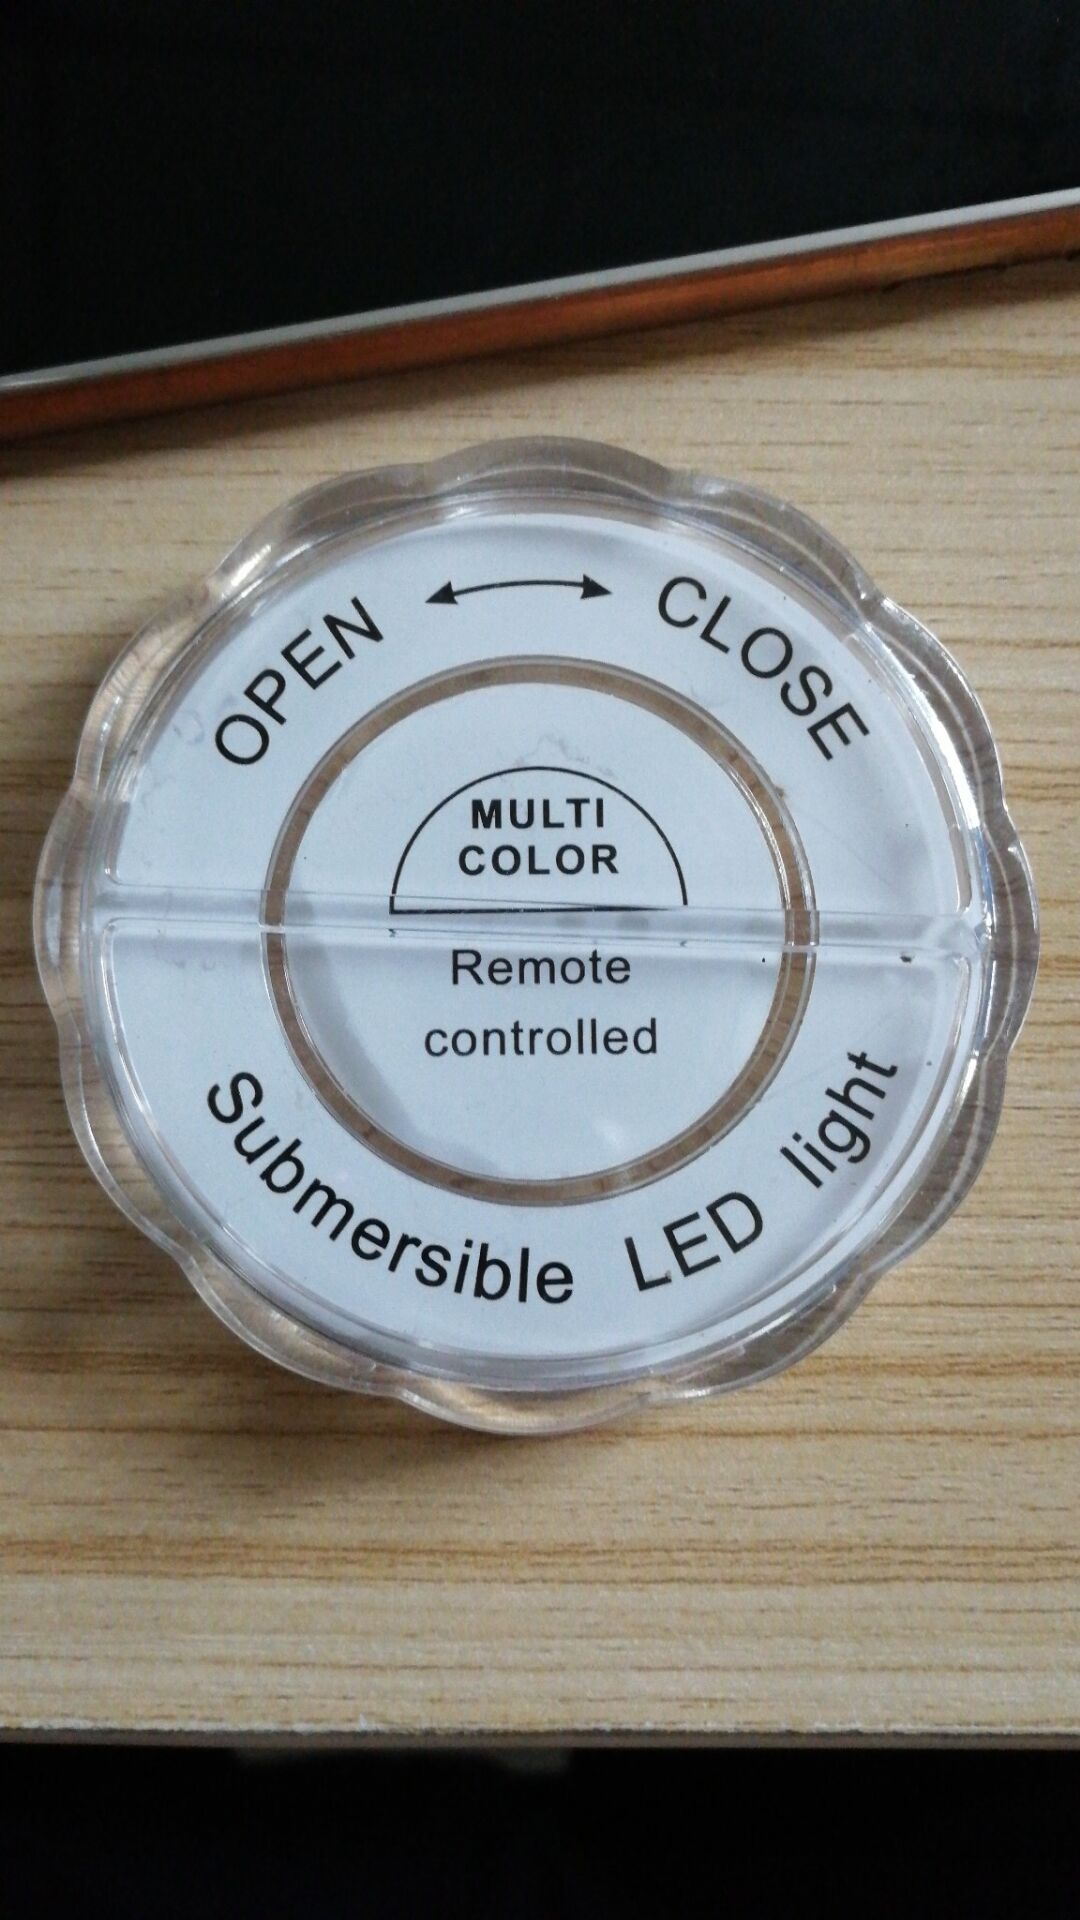 OPEN CLOSE
MULTI
COLOR
Remote
controlled
Submersible LED light